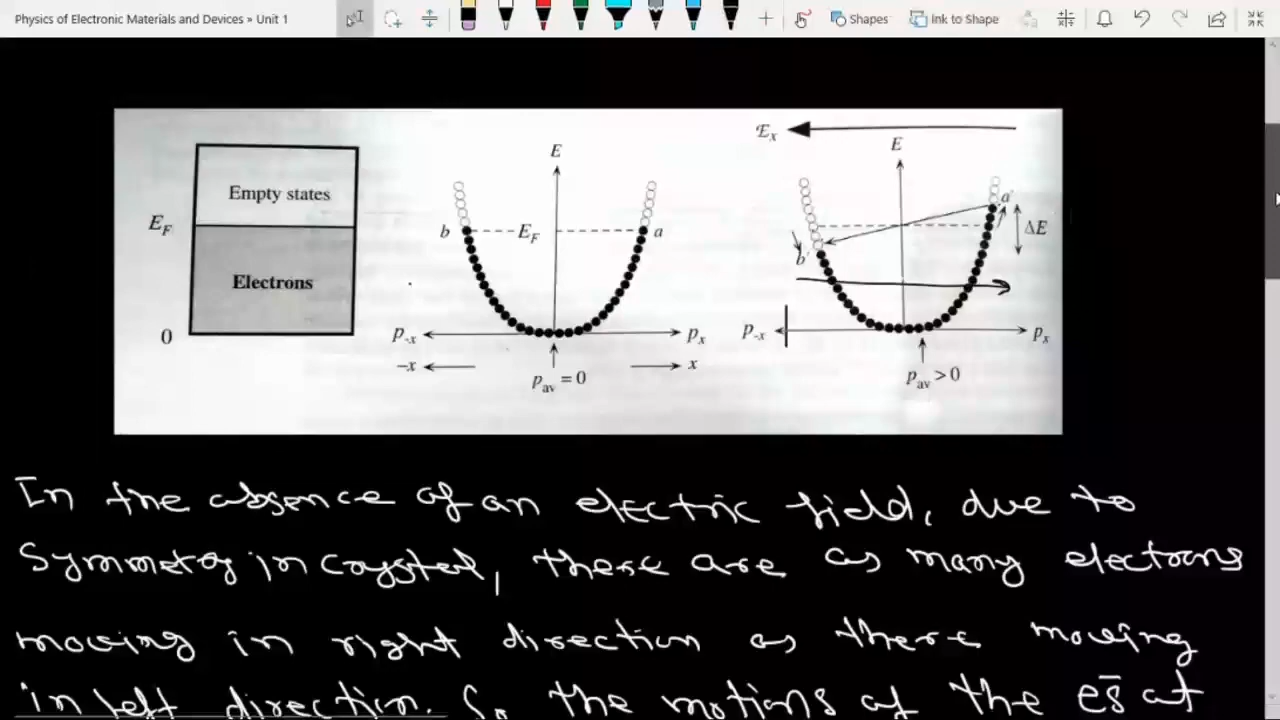 Physics of Electronic Materials and Devices » Unit 1
Shapes
Ink to Shape
Empty states
E_F
Electrons
0
E
b
E_F
a
p_-x
p_x
-x
x
p_av = 0
ℰ_x
E
a'
ΔE
b'
p_-x
p_x
p_av > 0
In the absence of an electric field, due to
Symmetry in crystal, there are as many electrons
moving in right direction as there moving
in left direction. So the motions of the es at